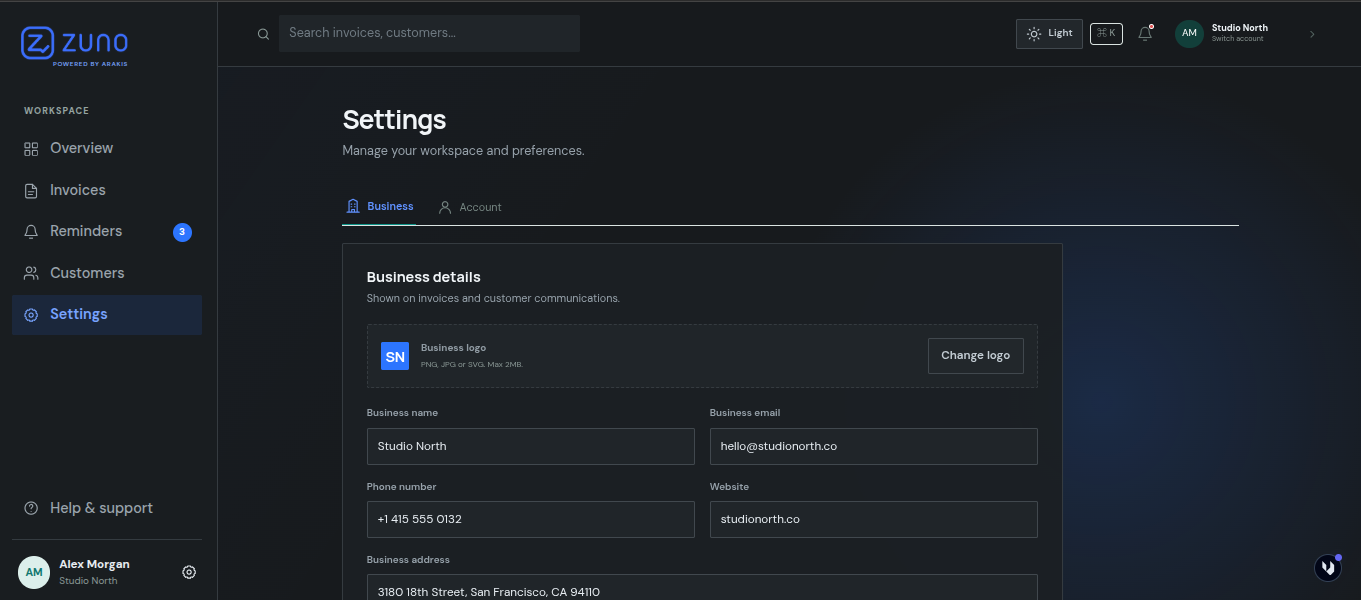 ZUNO
POWERED BY ARAKIS
WORKSPACE
Overview
Invoices
Reminders 3
Customers
Settings
Help & support
AM
Alex Morgan
Studio North
Search invoices, customers...
Light
⌘ K
AM
Studio North
Switch account
Settings
Manage your workspace and preferences.
Business Account
Business details
Shown on invoices and customer communications.
SN
Business logo
PNG, JPG or SVG. Max 2MB.
Change logo
Business name Business email
Studio North hello@studionorth.co
Phone number Website
+1 415 555 0132 studionorth.co
Business address
3180 18th Street, San Francisco, CA 94110